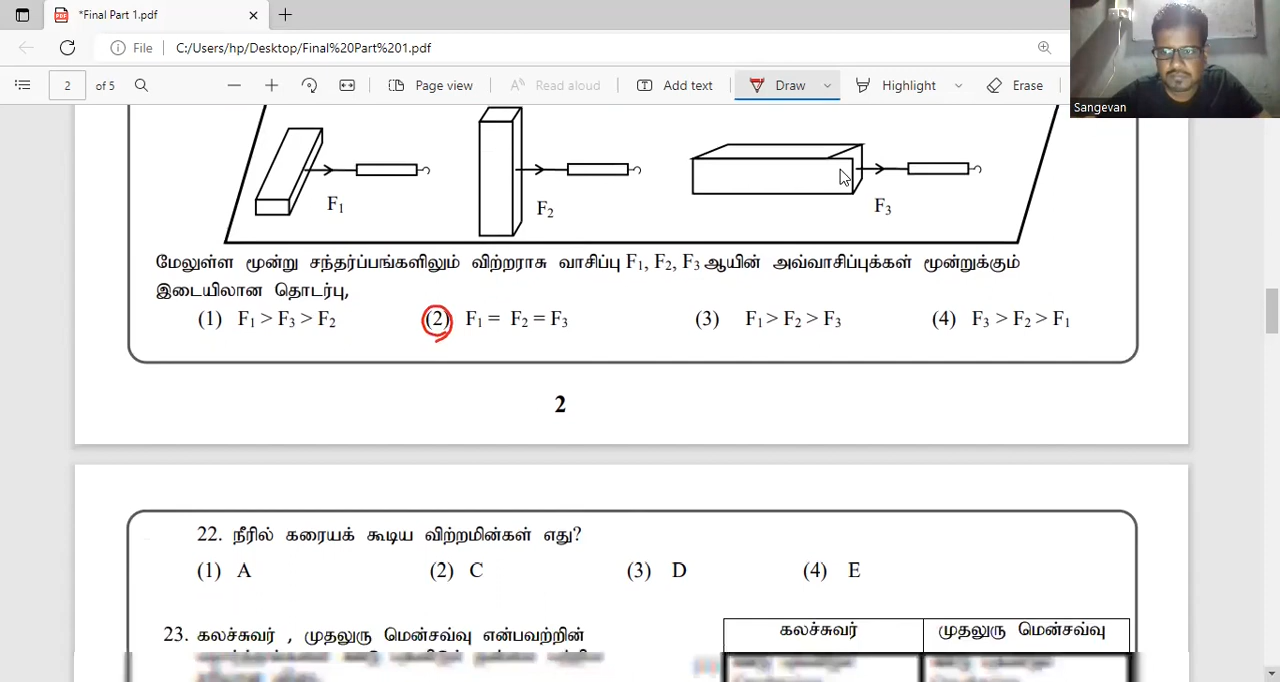 *Final Part 1.pdf
File C:/Users/hp/Desktop/Final%20Part%201.pdf
2 of 5 Page view Read aloud Add text Draw Highlight Erase
Sangevan
F1 F2 F3
மேலுள்ள மூன்று சந்தர்ப்பங்களிலும் விற்றராசு வாசிப்பு F1, F2, F3 ஆயின் அவ்வாசிப்புக்கள் மூன்றுக்கும்
இடையிலான தொடர்பு,
(1) F1 > F3 > F2 (2) F1 = F2 = F3 (3) F1 > F2 > F3 (4) F3 > F2 > F1
2
22. நீரில் கரையக் கூடிய விற்றமின்கள் எது?
(1) A (2) C (3) D (4) E
23. கலச்சுவர் , முதலுரு மென்சவ்வு என்பவற்றின்
கலச்சுவர் முதலுரு மென்சவ்வு